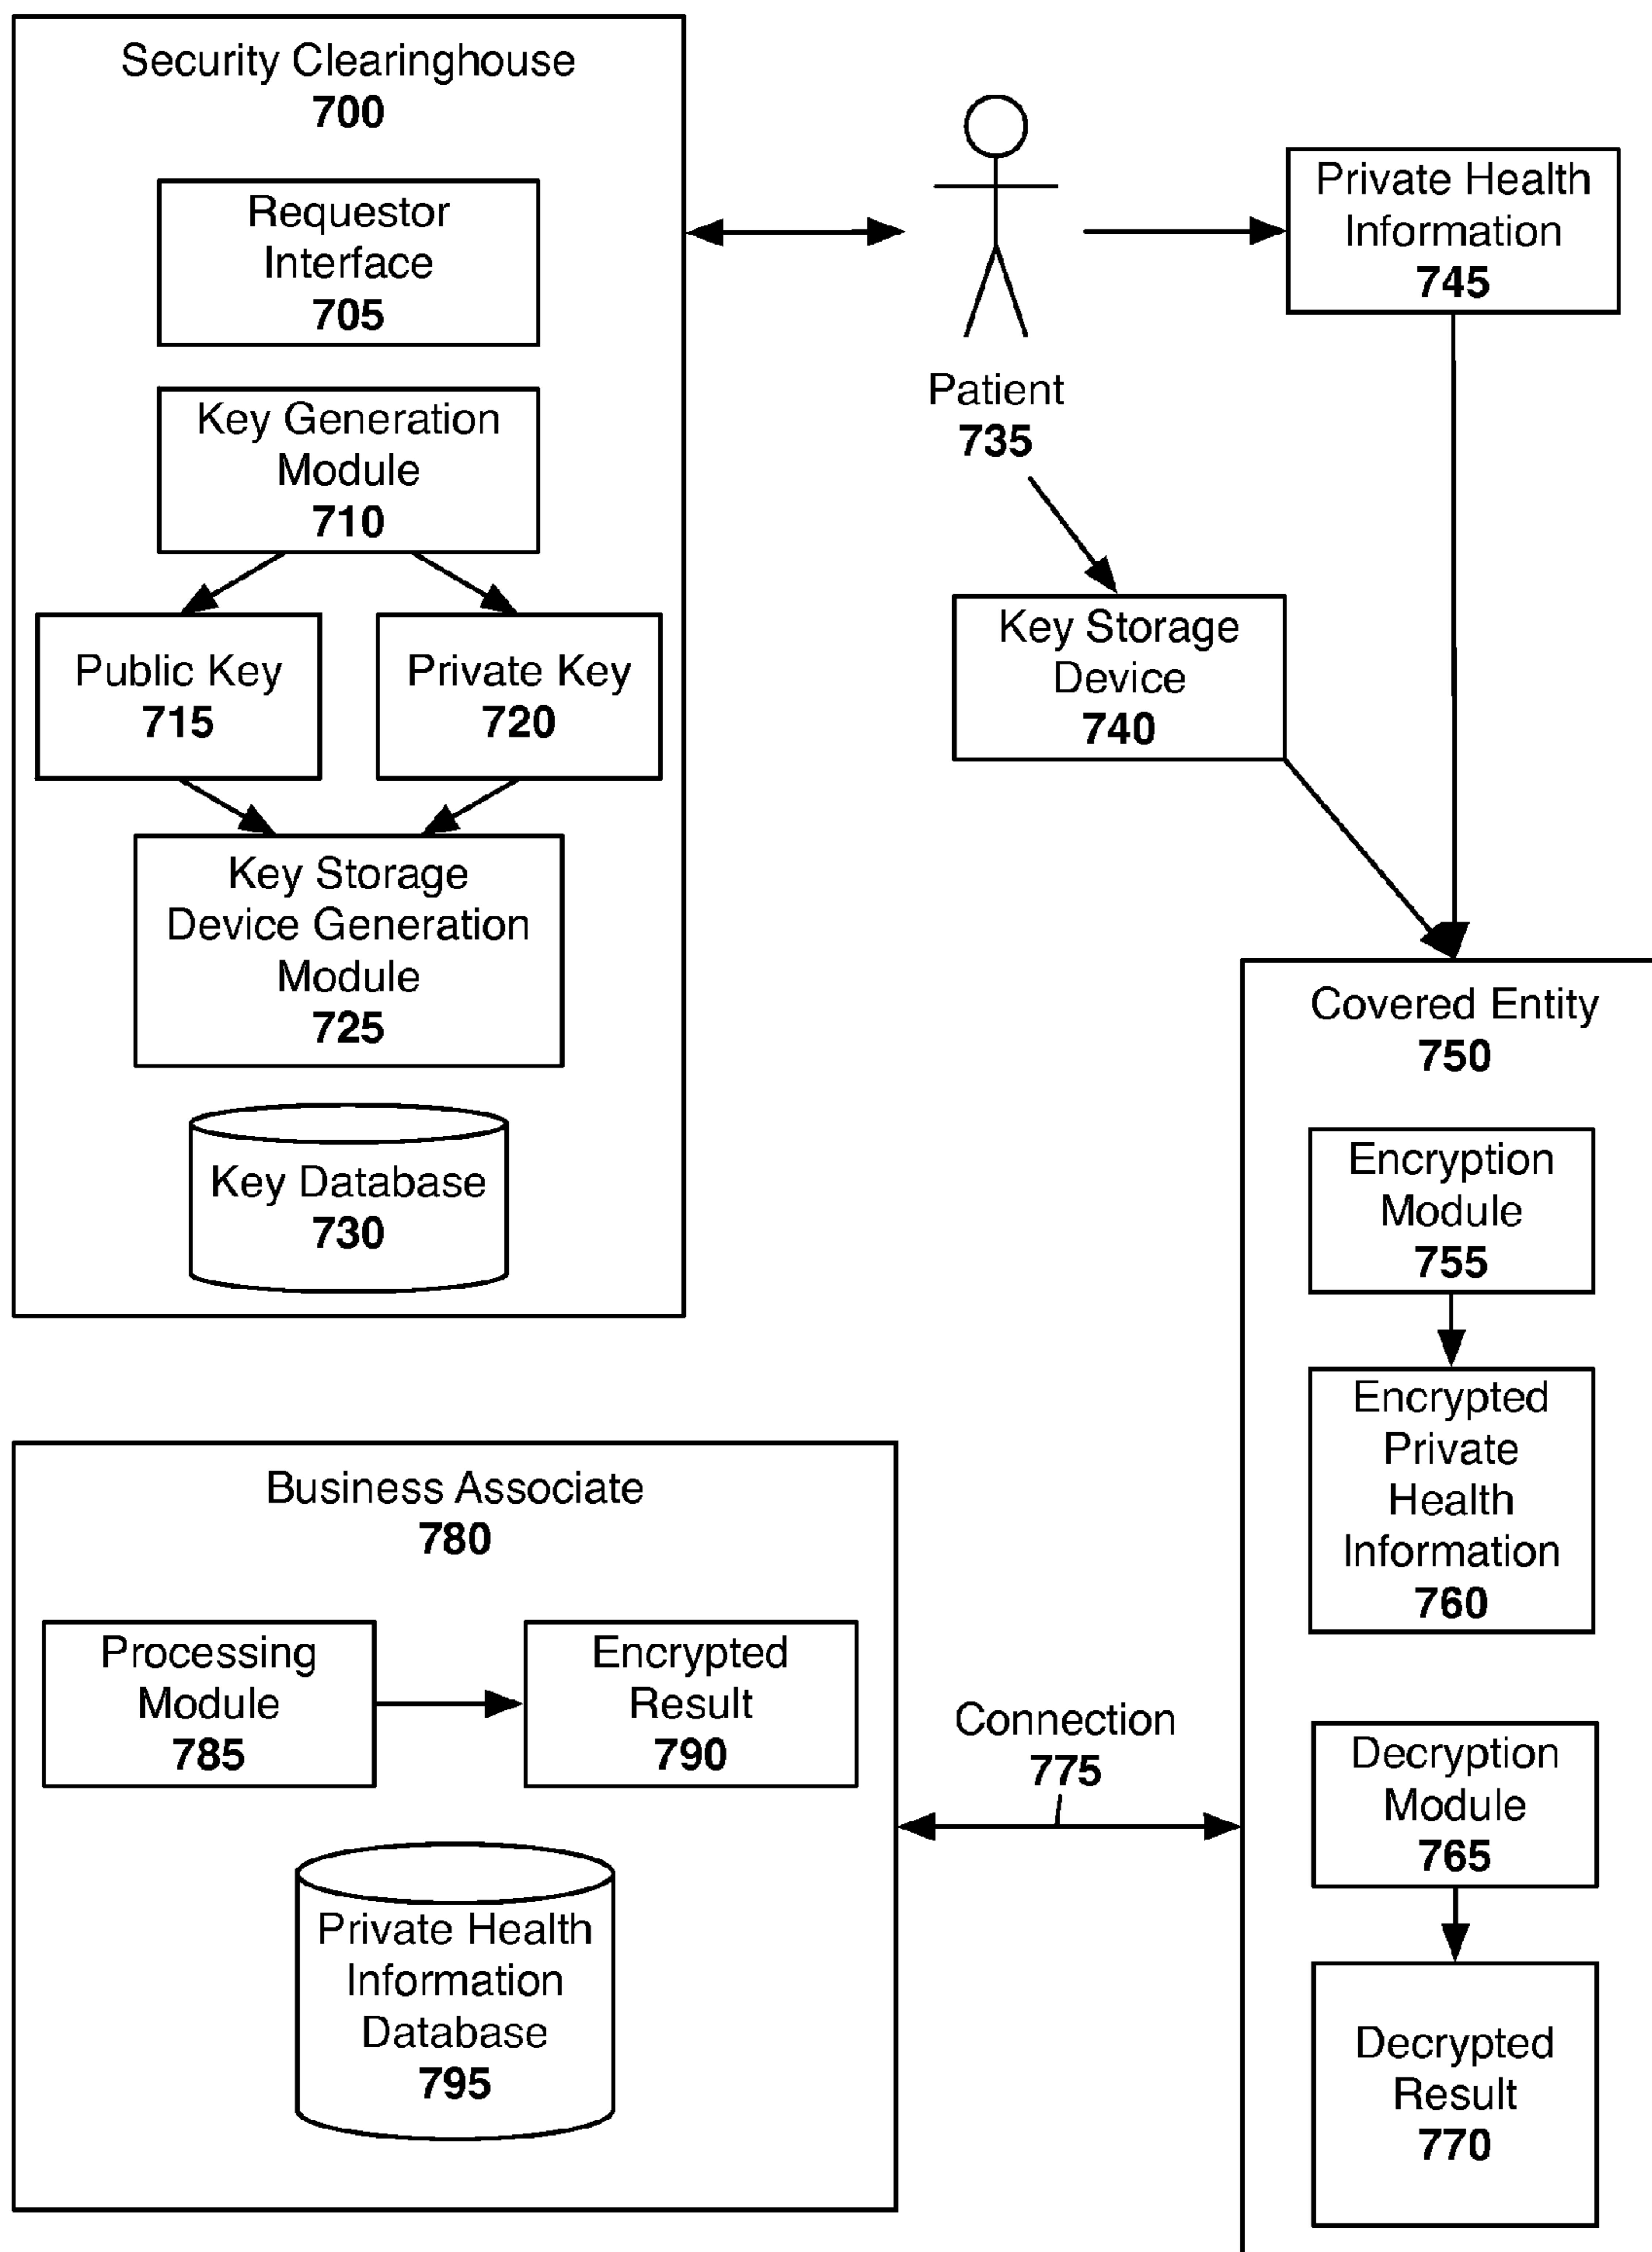 Security Clearinghouse
700
Requestor
Interface
705
Key Generation
Module
710
Public Key
715
Private Key
720
Key Storage
Device Generation
Module
725
Key Database
730
Patient
735
Private Health
Information
745
Key Storage
Device
740
Covered Entity
750
Encryption
Module
755
Encrypted
Private
Health
Information
760
Decryption
Module
765
Decrypted
Result
770
Connection
775
Business Associate
780
Processing
Module
785
Encrypted
Result
790
Private Health
Information
Database
795